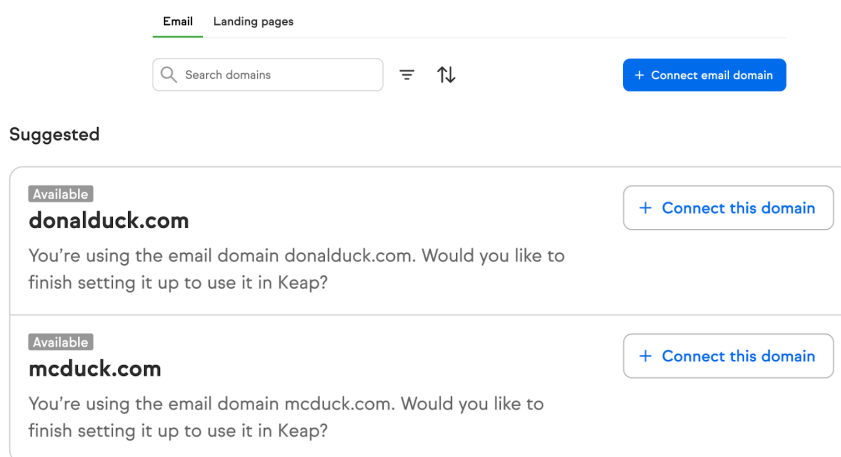 Email Landing pages
Search domains
+ Connect email domain
Suggested
Available
donalduck.com
+ Connect this domain
You're using the email domain donalduck.com. Would you like to
finish setting it up to use it in Keap?
Available
mcduck.com
+ Connect this domain
You're using the email domain mcduck.com. Would you like to
finish setting it up to use it in Keap?